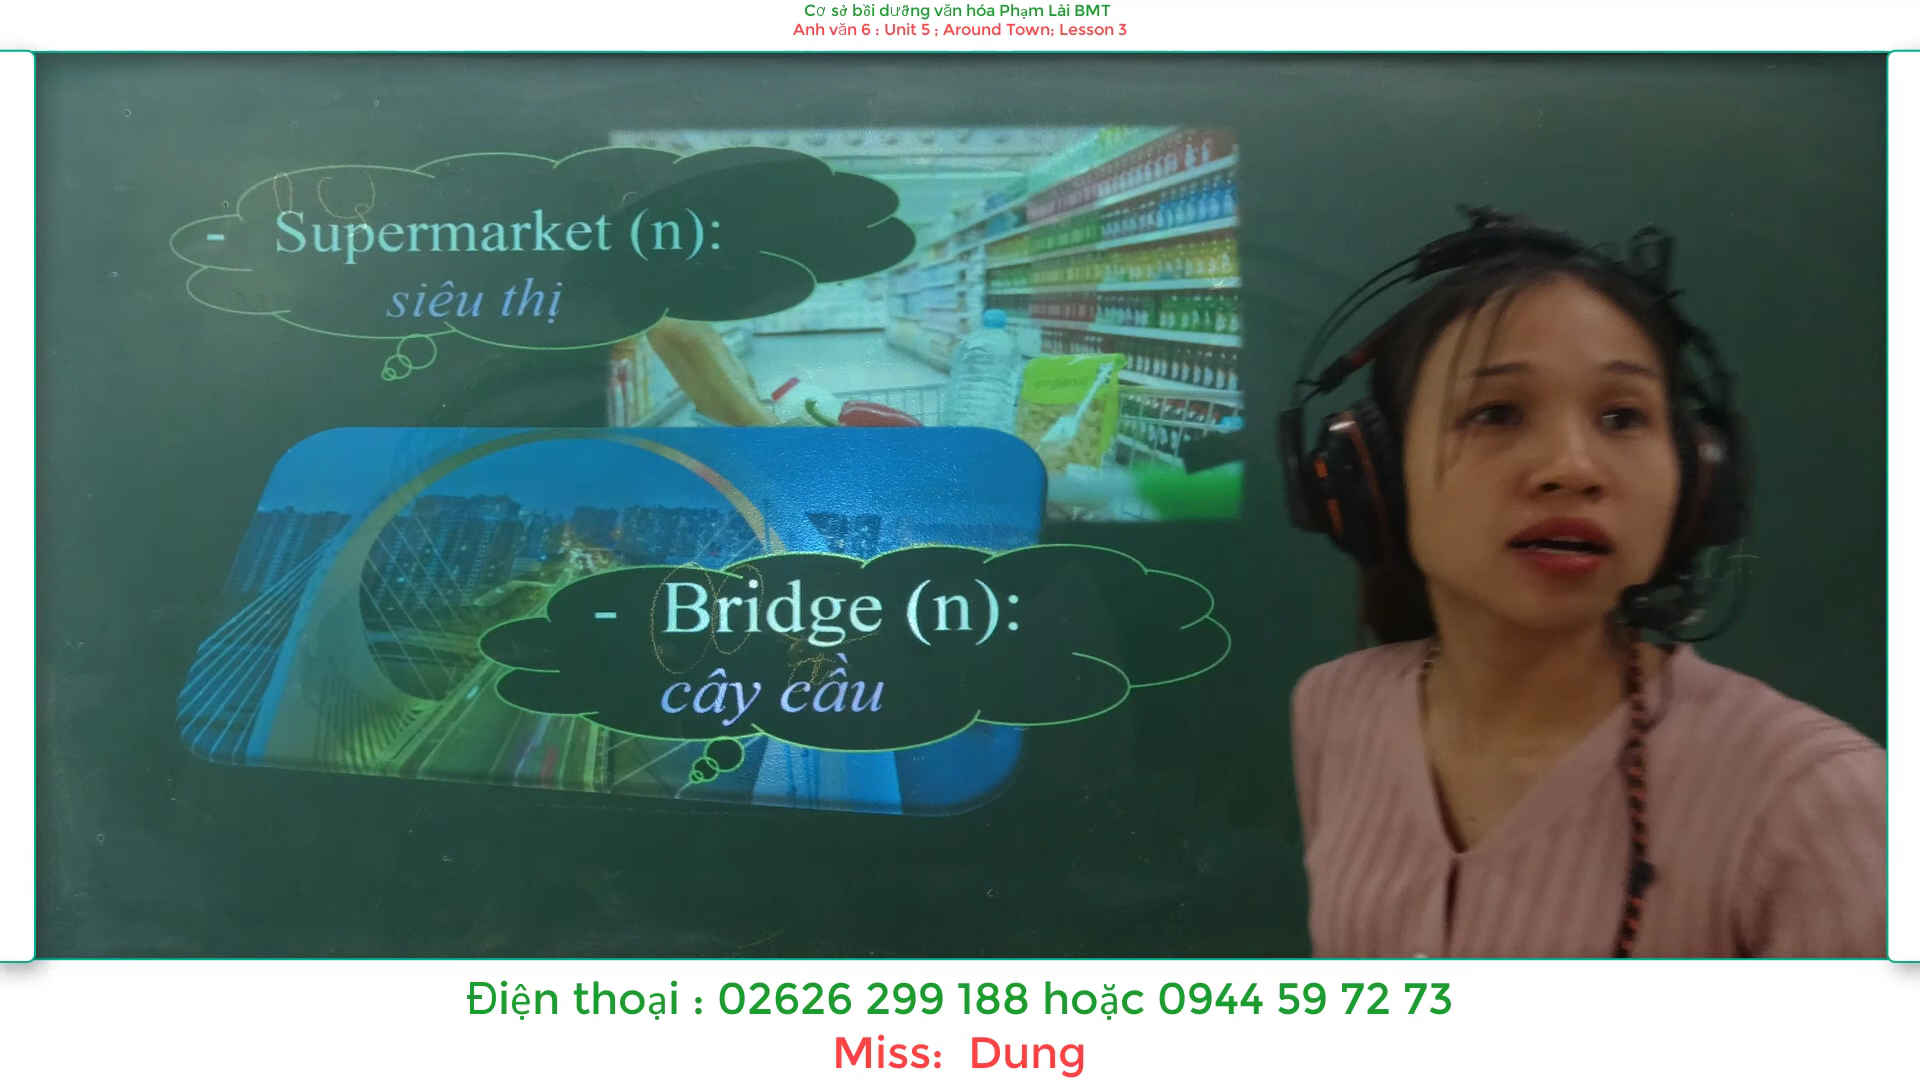 Cơ sở bồi dưỡng văn hóa Phạm Lài BMT
Anh văn 6 : Unit 5 ; Around Town; Lesson 3
- Supermarket (n):
siêu thị
organic
- Bridge (n):
cây cầu
Điện thoại : 02626 299 188 hoặc 0944 59 72 73
Miss: Dung